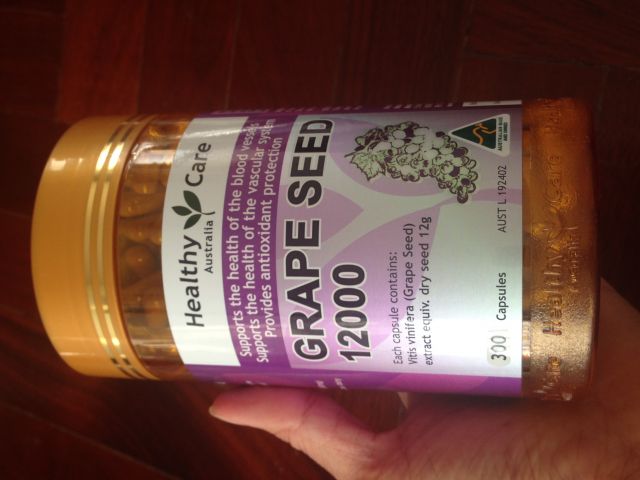 Healthy Care
Australia
Supports the health of the blood vessels
Supports the health of the vascular system
Provides antioxidant protection
GRAPE SEED
12000
Each capsule contains:
Vitis vinifera (Grape Seed)
extract equiv. dry seed 12g
300 Capsules
AUST L 192402
Healthy Care